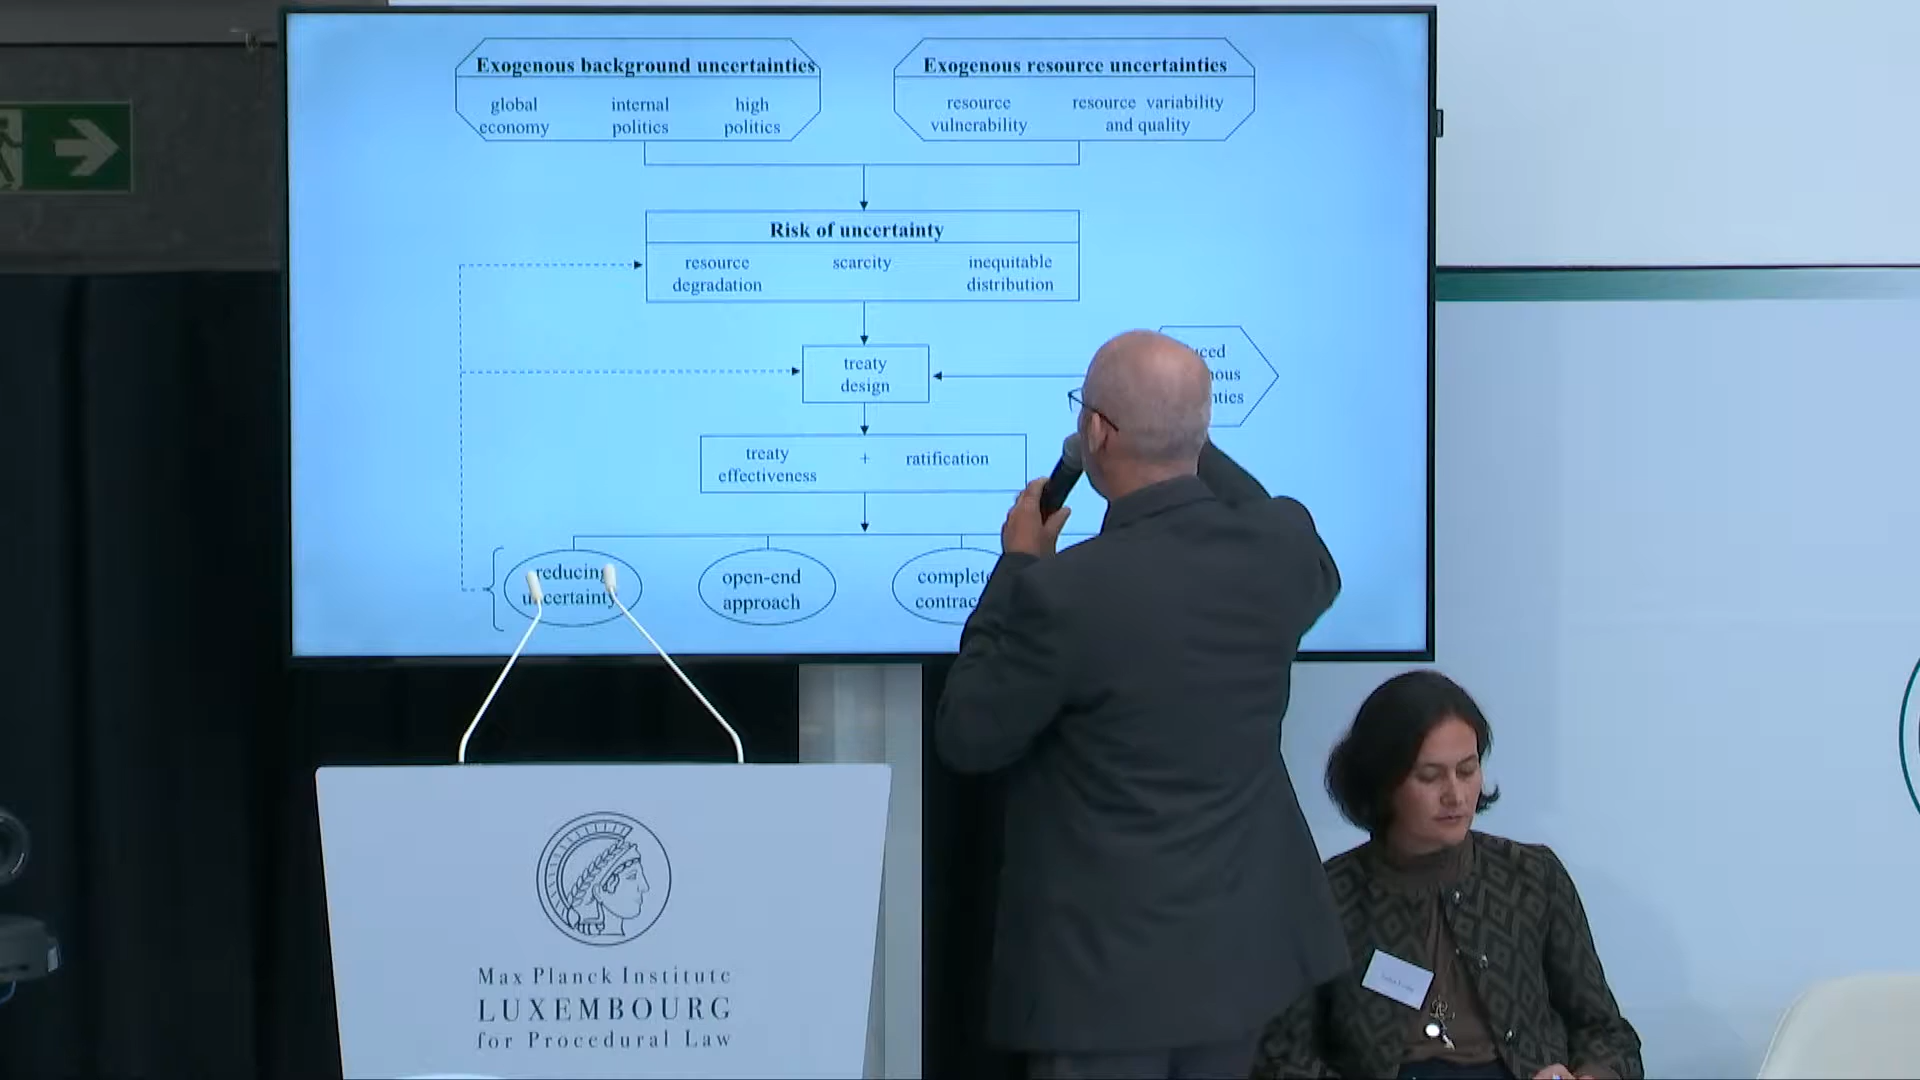 Exogenous background uncertainties
global internal high
economy politics politics
Exogenous resource uncertainties
resource resource variability
vulnerability and quality
Risk of uncertainty
resource scarcity inequitable
degradation distribution
treaty
design
treaty + ratification
effectiveness
reducing
uncertainty
open-end
approach
Max Planck Institute
LUXEMBOURG
for Procedural Law